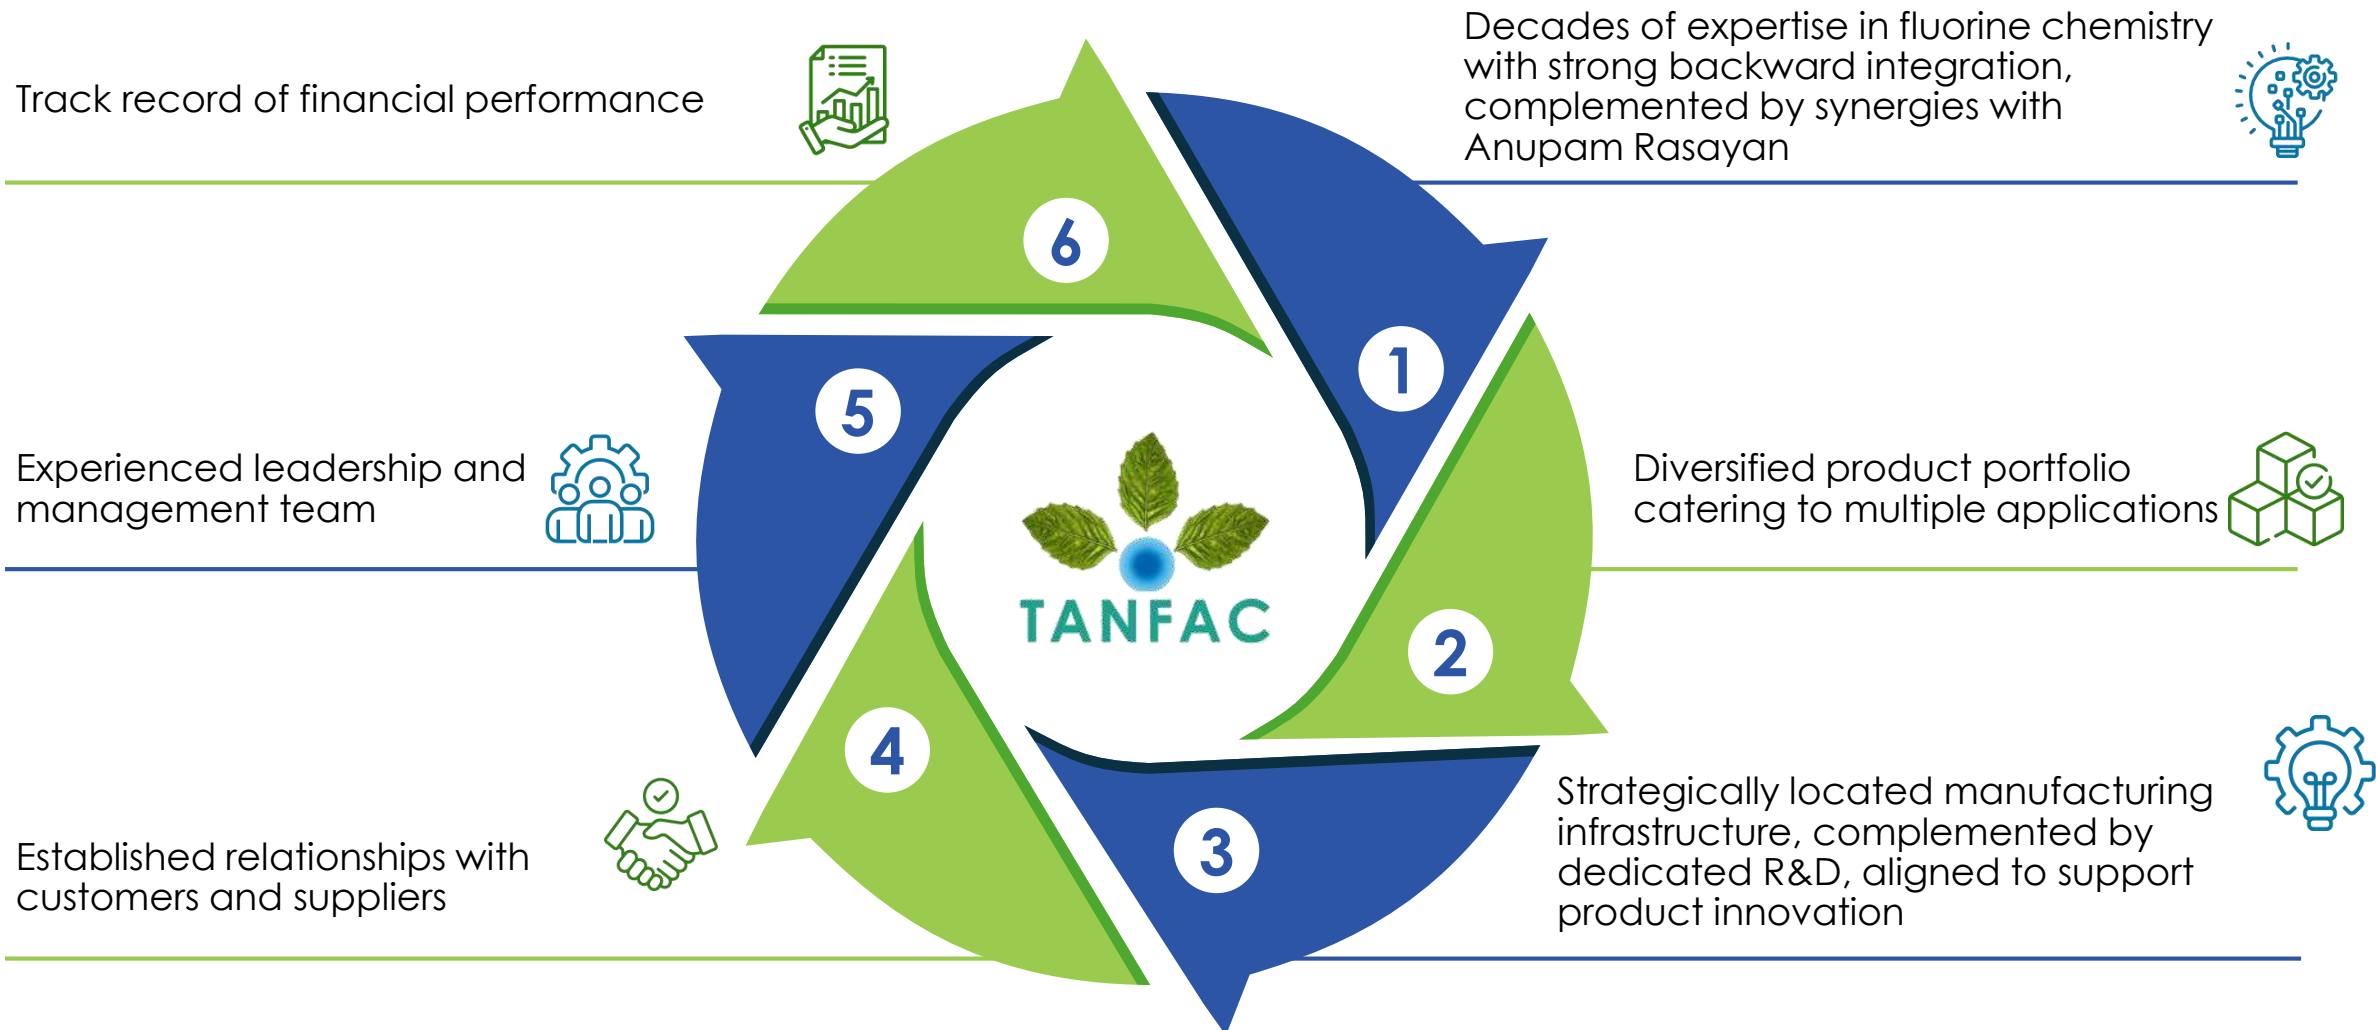 Track record of financial performance
6
Decades of expertise in fluorine chemistry
with strong backward integration,
complemented by synergies with
Anupam Rasayan
1
Experienced leadership and
management team
5
TANFAC
Diversified product portfolio
catering to multiple applications
2
Established relationships with
customers and suppliers
4
3
Strategically located manufacturing
infrastructure, complemented by
dedicated R&D, aligned to support
product innovation